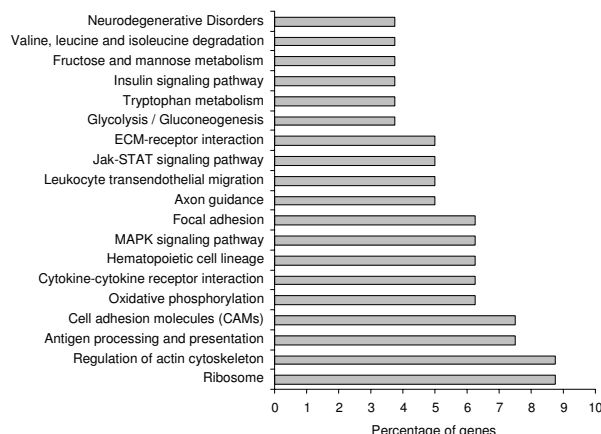 Neurodegenerative Disorders
Valine, leucine and isoleucine degradation
Fructose and mannose metabolism
Insulin signaling pathway
Tryptophan metabolism
Glycolysis / Gluconeogenesis
ECM-receptor interaction
Jak-STAT signaling pathway
Leukocyte transendothelial migration
Axon guidance
Focal adhesion
MAPK signaling pathway
Hematopoietic cell lineage
Cytokine-cytokine receptor interaction
Oxidative phosphorylation
Cell adhesion molecules (CAMs)
Antigen processing and presentation
Regulation of actin cytoskeleton
Ribosome
0 1 2 3 4 5 6 7 8 9 10
Percentage of genes